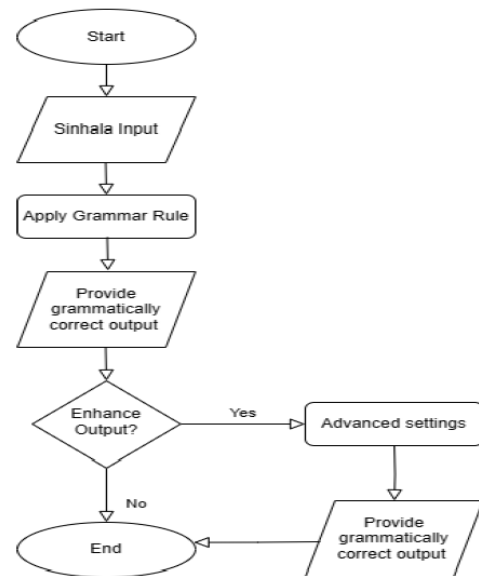 Start
Sinhala Input
Apply Grammar Rule
Provide
grammatically
correct output
Enhance
Output?
Yes
Advanced settings
No
End
Provide
grammatically
correct output